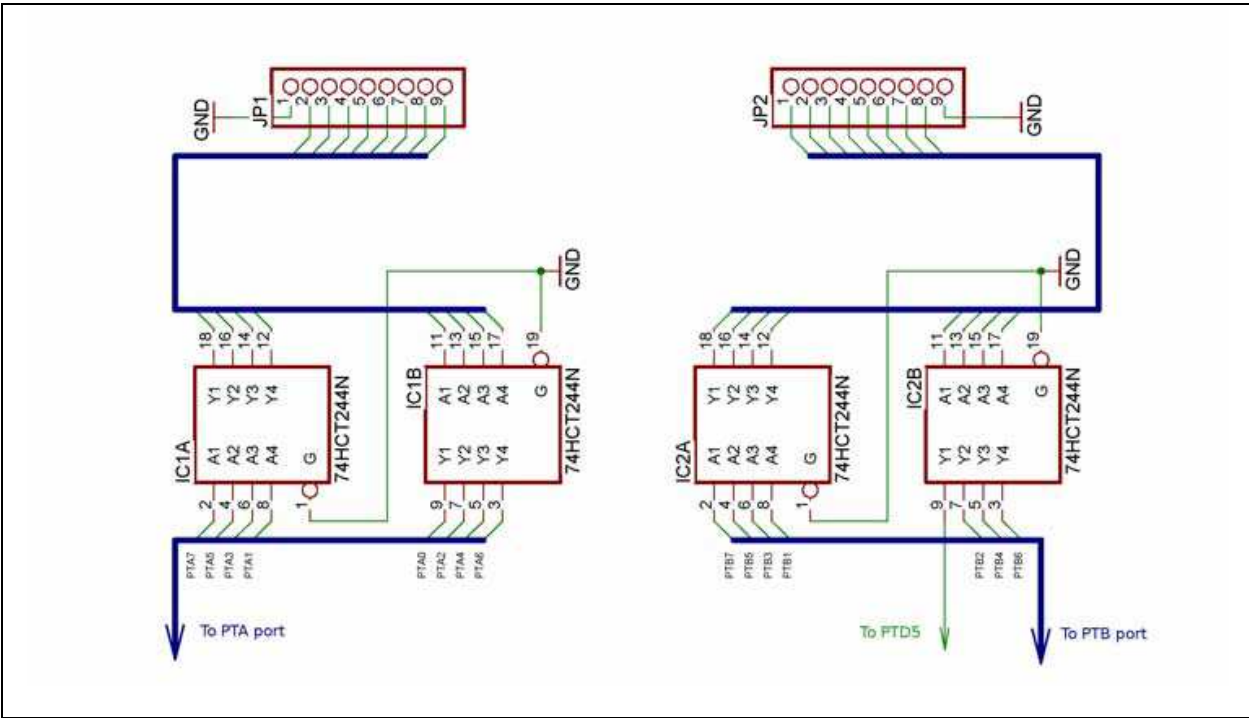 GND
JP1
1 2 3 4 5 6 7 8 9
JP2
1 2 3 4 5 6 7 8 9
GND
GND
GND
18 16 14 12
11 13 15 17
19
18 16 14 12
11 13 15 17
19
IC1A
Y1 Y2 Y3 Y4
A1 A2 A3 A4
G
74HCT244N
IC1B
A1 A2 A3 A4
G
Y1 Y2 Y3 Y4
74HCT244N
IC2A
Y1 Y2 Y3 Y4
A1 A2 A3 A4
G
74HCT244N
IC2B
A1 A2 A3 A4
G
Y1 Y2 Y3 Y4
74HCT244N
2 4 6 8
1
9 7 5 3
2 4 6 8
1
9 7 5 3
PTA7 PTA5 PTA3 PTA1
PTA0 PTA2 PTA4 PTA6
PTB7 PTB5 PTB3 PTB1
PTB2 PTB4 PTB6
To PTA port
To PTD5
To PTB port